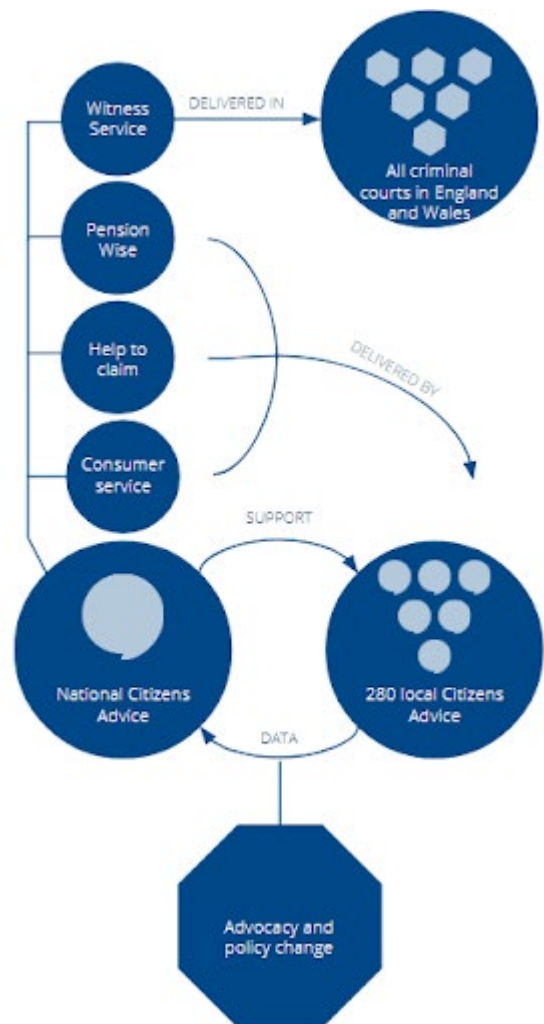 Witness
Service
DELIVERED IN
All criminal
courts in England
and Wales
Pension
Wise
Help to
claim
DELIVERED BY
Consumer
service
SUPPORT
National Citizens
Advice
280 local Citizens
Advice
DATA
Advocacy and
policy change